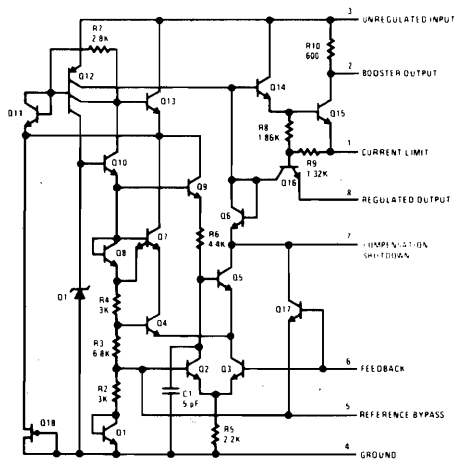 R7
2.8K
Q12
Q11
Q13
Q14
R10
600
Q15
R8
1.86K
R9
1.32K
Q16
Q10
Q9
Q6
R6
4.4K
Q8
Q7
Q5
D1
R4
3K
Q4
R3
6.8K
Q17
Q2
Q3
R2
3K
C1
5 pF
R5
2.2K
Q18
Q1
3
UNREGULATED INPUT
2
BOOSTER OUTPUT
1
CURRENT LIMIT
8
REGULATED OUTPUT
7
COMPENSATION
SHUTDOWN
6
FEEDBACK
5
REFERENCE BYPASS
4
GROUND